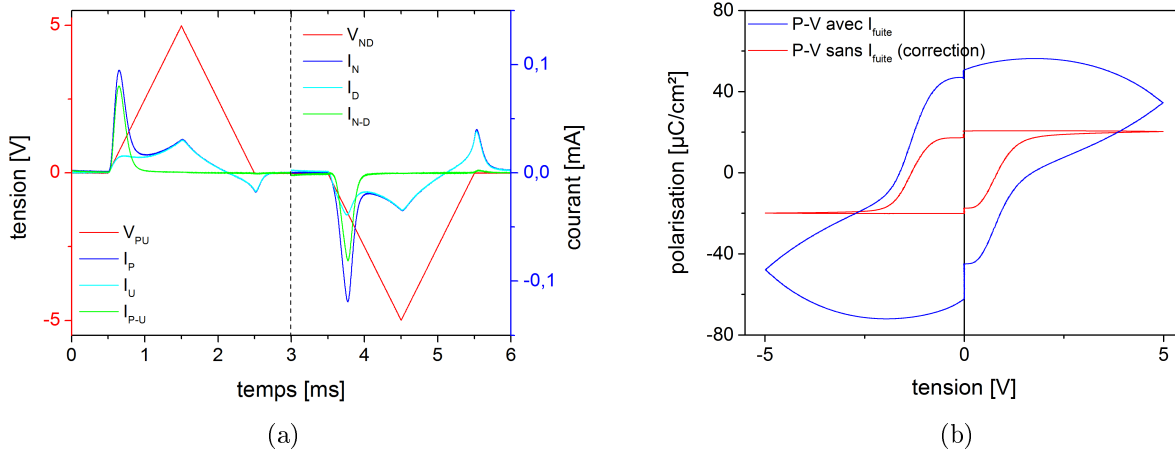 5
0
-5
tension [V]
V_ND
I_N
I_D
I_N-D
V_PU
I_P
I_U
I_P-U
0,1
0,0
-0,1
courant [mA]
0 1 2 3 4 5 6
temps [ms]
(a)
P-V avec I_fuite
P-V sans I_fuite (correction)
80
40
0
-40
-80
polarisation [µC/cm²]
-5 0 5
tension [V]
(b)